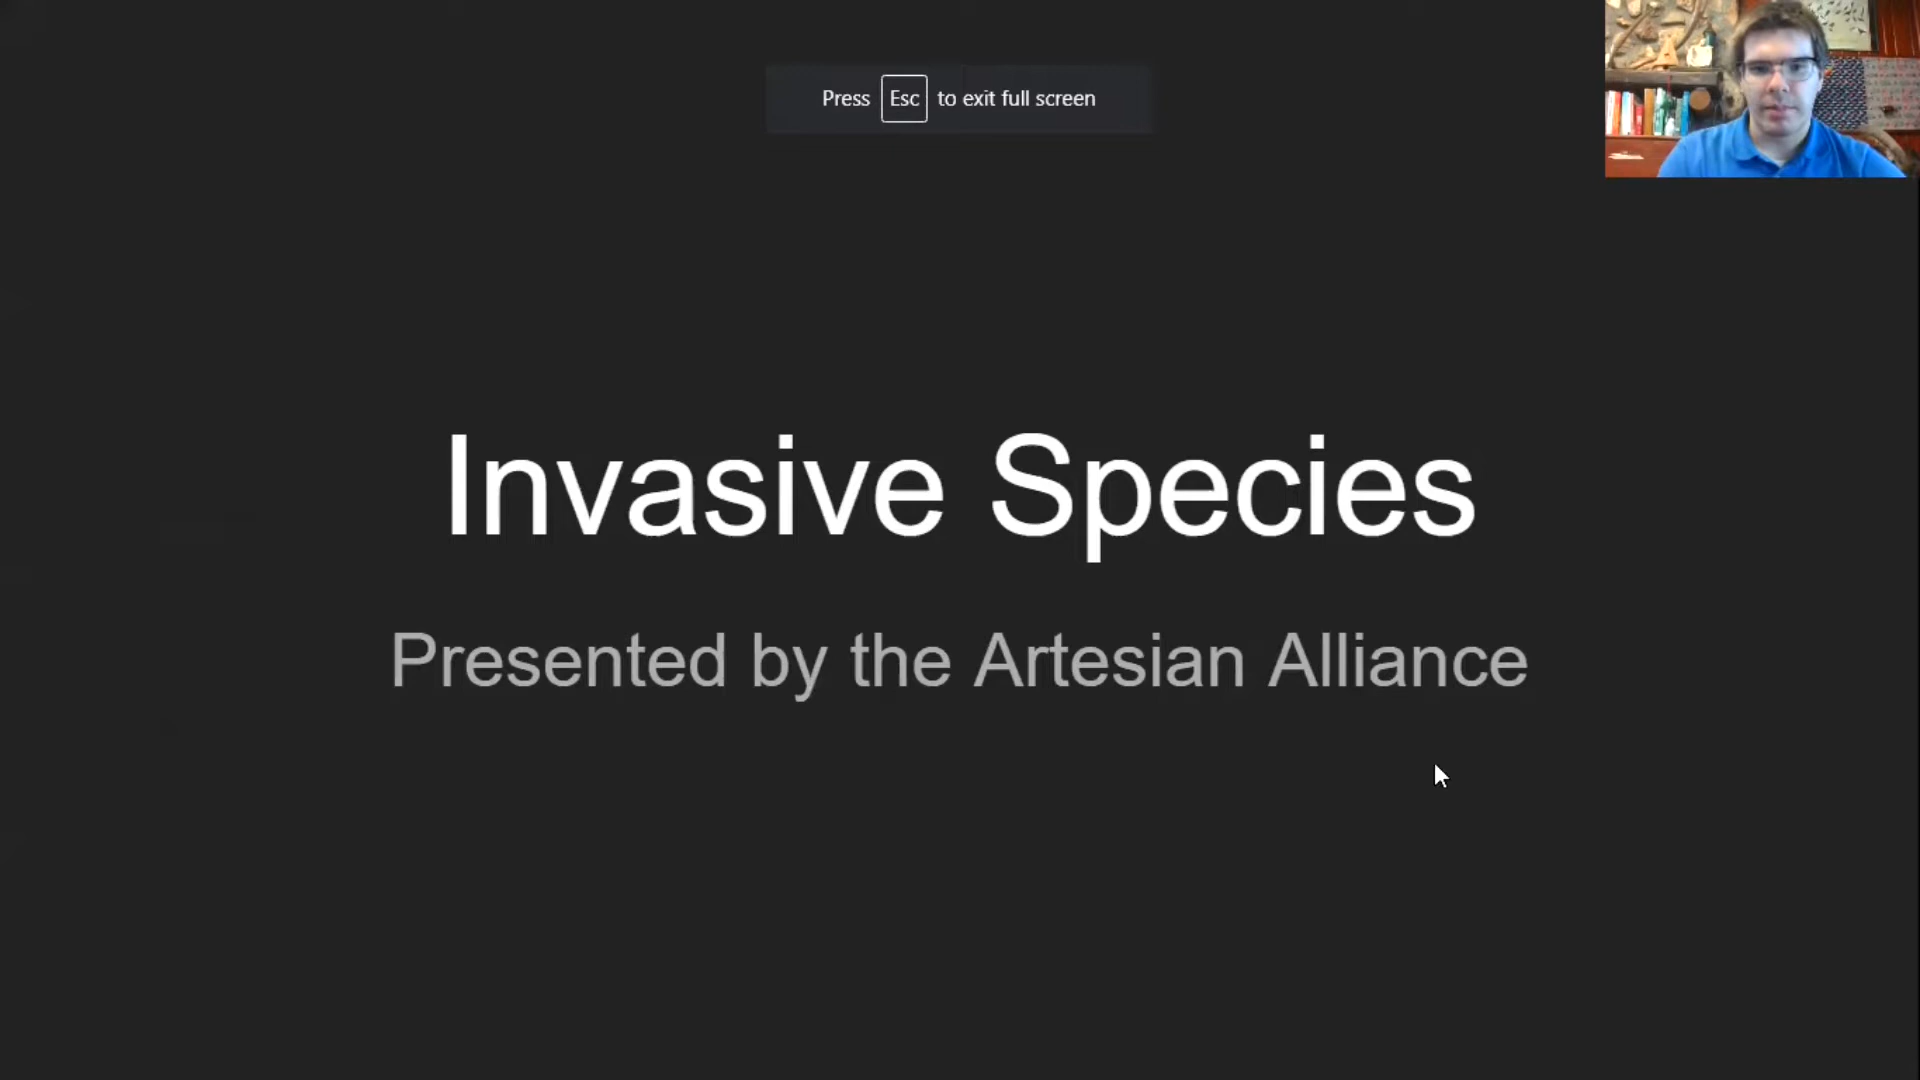 Press Esc to exit full screen
Invasive Species
Presented by the Artesian Alliance